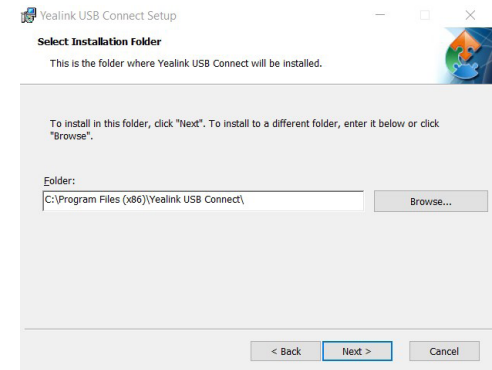 Yealink USB Connect Setup
Select Installation Folder
This is the folder where Yealink USB Connect will be installed.
To install in this folder, click "Next". To install to a different folder, enter it below or click
"Browse".
Folder:
C:\Program Files (x86)\Yealink USB Connect\
Browse...
< Back
Next >
Cancel